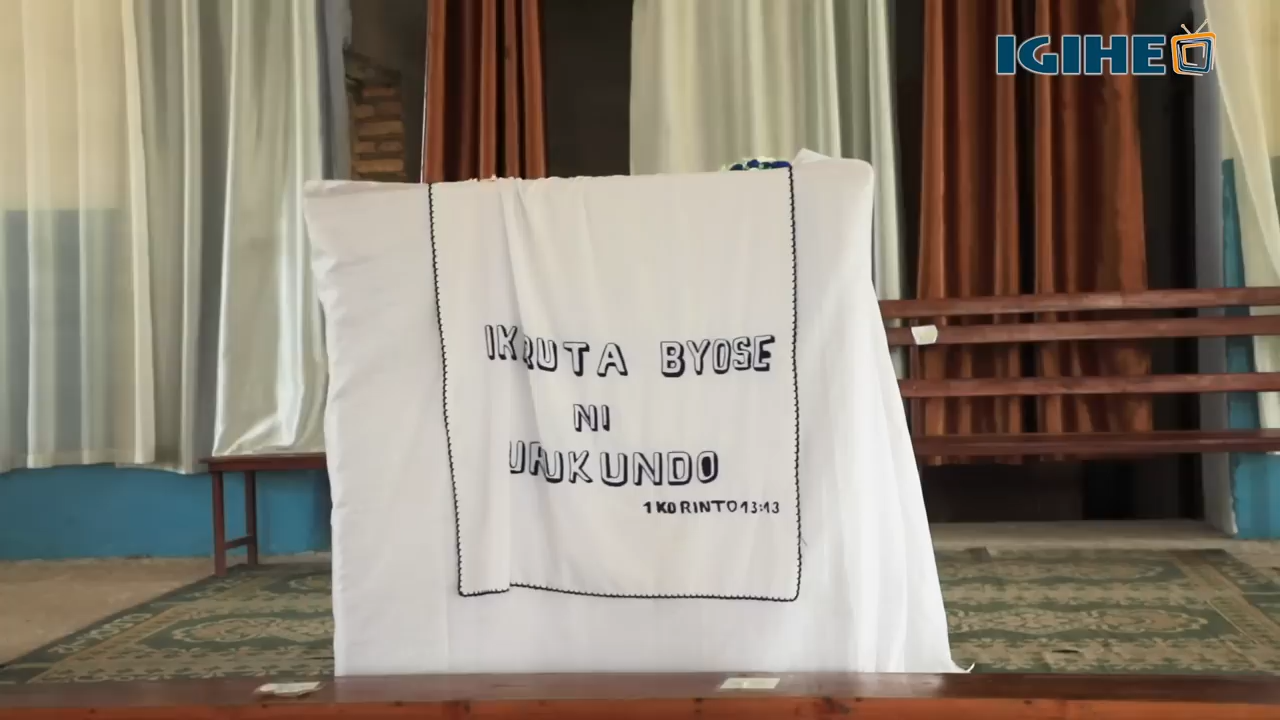 IGIHE
IKRUTA BYOSE
NI
URUKUNDO
1 KORINTO 13:13